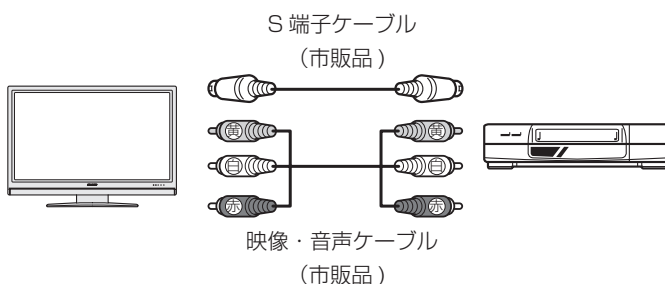 S 端子ケーブル
（市販品 )
黄 黄
白 白
赤 赤
映像・音声ケーブル
（市販品 )